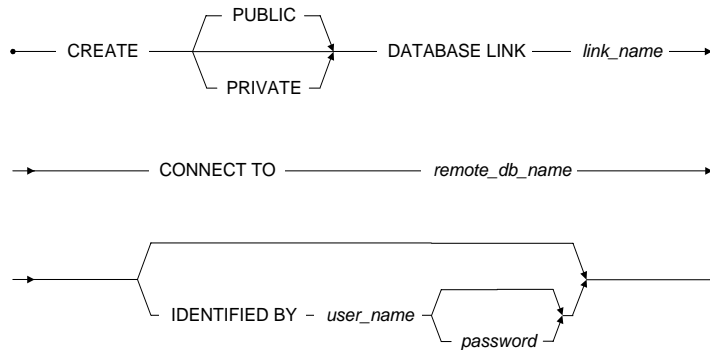 PUBLIC
CREATE DATABASE LINK link_name
PRIVATE
CONNECT TO remote_db_name
IDENTIFIED BY user_name
password